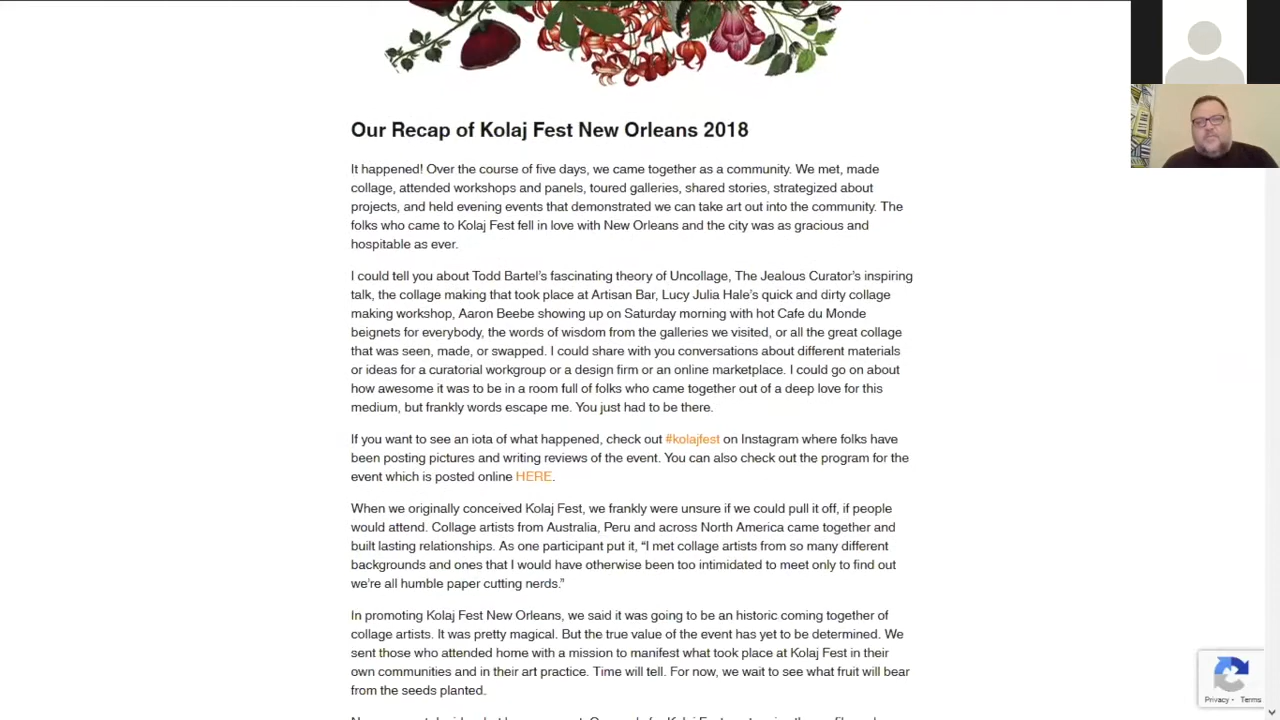 Our Recap of Kolaj Fest New Orleans 2018
It happened! Over the course of five days, we came together as a community. We met, made
collage, attended workshops and panels, toured galleries, shared stories, strategized about
projects, and held evening events that demonstrated we can take art out into the community. The
folks who came to Kolaj Fest fell in love with New Orleans and the city was as gracious and
hospitable as ever.
I could tell you about Todd Bartel’s fascinating theory of Uncollage, The Jealous Curator’s inspiring
talk, the collage making that took place at Artisan Bar, Lucy Julia Hale’s quick and dirty collage
making workshop, Aaron Beebe showing up on Saturday morning with hot Cafe du Monde
beignets for everybody, the words of wisdom from the galleries we visited, or all the great collage
that was seen, made, or swapped. I could share with you conversations about different materials
or ideas for a curatorial workgroup or a design firm or an online marketplace. I could go on about
how awesome it was to be in a room full of folks who came together out of a deep love for this
medium, but frankly words escape me. You just had to be there.
If you want to see an iota of what happened, check out #kolajfest on Instagram where folks have
been posting pictures and writing reviews of the event. You can also check out the program for the
event which is posted online HERE.
When we originally conceived Kolaj Fest, we frankly were unsure if we could pull it off, if people
would attend. Collage artists from Australia, Peru and across North America came together and
built lasting relationships. As one participant put it, “I met collage artists from so many different
backgrounds and ones that I would have otherwise been too intimidated to meet only to find out
we’re all humble paper cutting nerds.”
In promoting Kolaj Fest New Orleans, we said it was going to be an historic coming together of
collage artists. It was pretty magical. But the true value of the event has yet to be determined. We
sent those who attended home with a mission to manifest what took place at Kolaj Fest in their
own communities and in their art practice. Time will tell. For now, we wait to see what fruit will bear
from the seeds planted.
Privacy - Terms